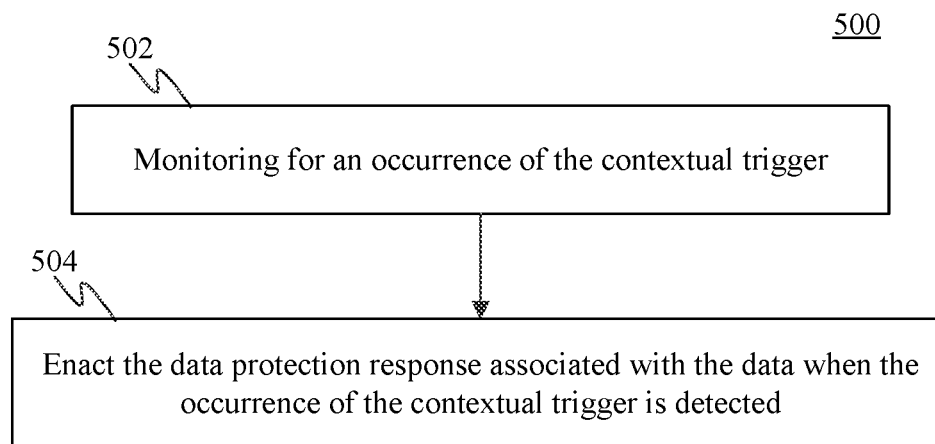 500
502
Monitoring for an occurrence of the contextual trigger
504
Enact the data protection response associated with the data when the
occurrence of the contextual trigger is detected